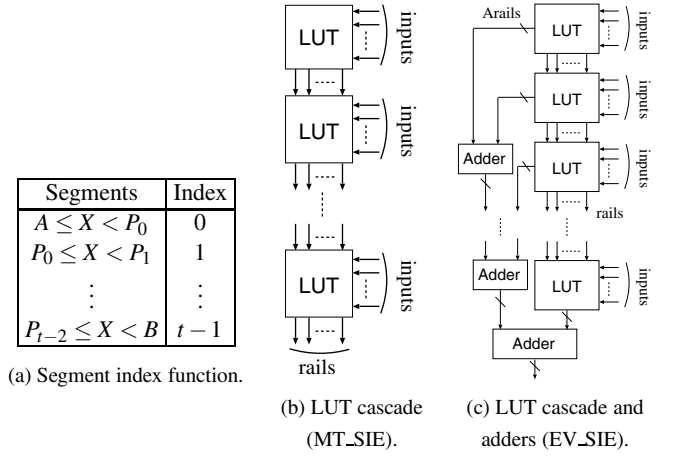 Segments Index
A ≤ X < P₀ 0
P₀ ≤ X < P₁ 1
⋮ ⋮
Pₜ₋₂ ≤ X < B t − 1
(a) Segment index function.
LUT
inputs
LUT
inputs
LUT
inputs
rails
(b) LUT cascade
(MT_SIE).
Arails
LUT
inputs
LUT
inputs
Adder
LUT
inputs
rails
Adder
LUT
inputs
Adder
(c) LUT cascade and
adders (EV_SIE).